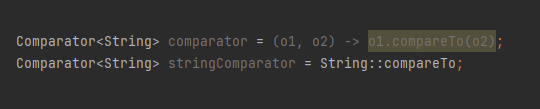 Comparator<String> comparator = (o1, o2) -> o1.compareTo(o2);
Comparator<String> stringComparator = String::compareTo;